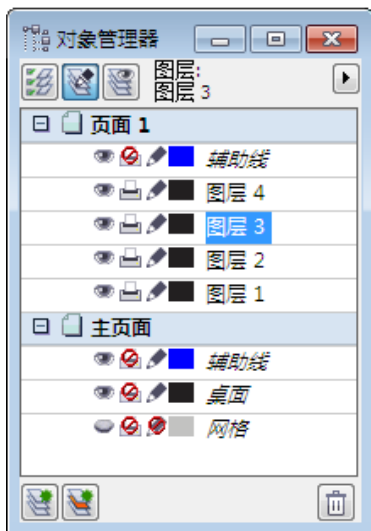 对象管理器
图层:
图层 3
页面 1
辅助线
图层 4
图层 3
图层 2
图层 1
主页面
辅助线
桌面
网格